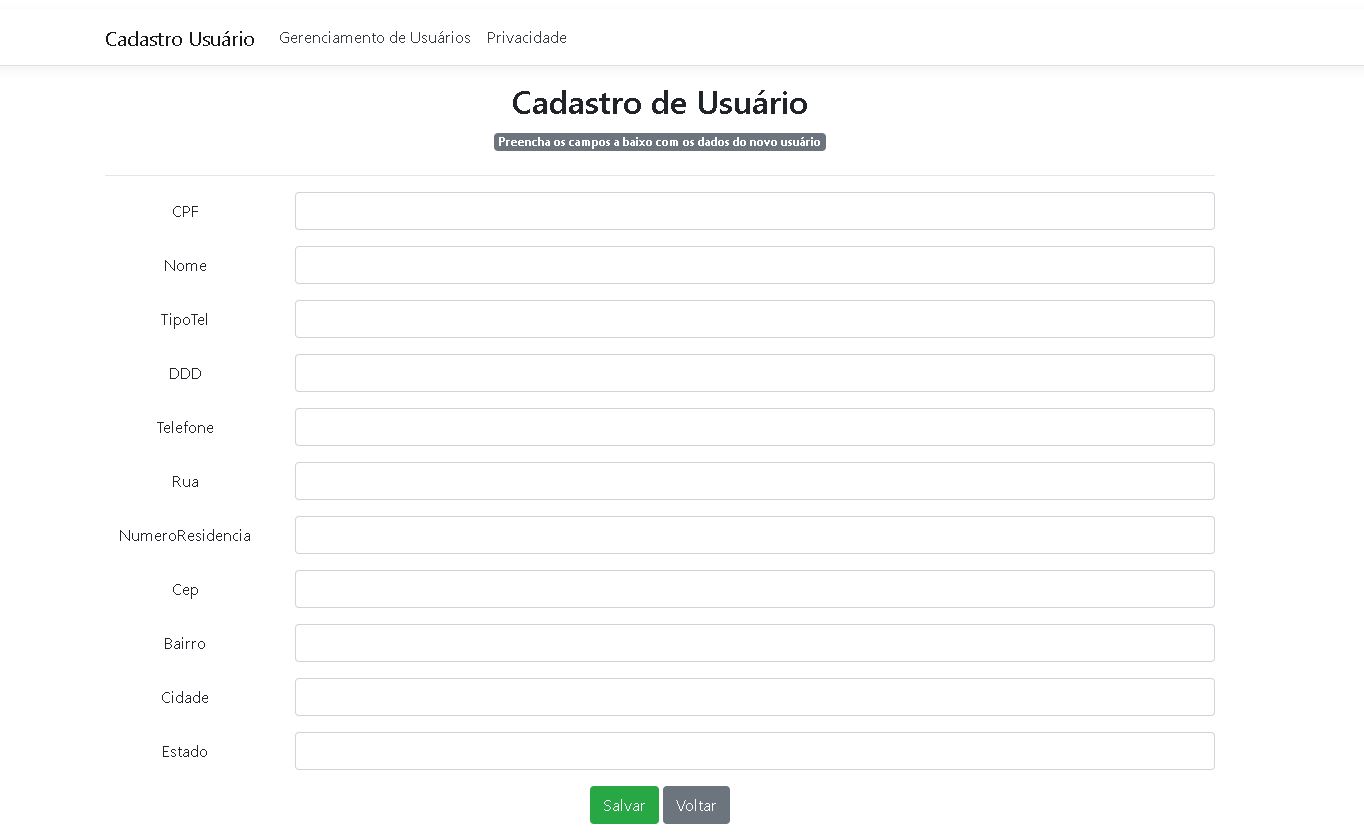 Cadastro Usuário Gerenciamento de Usuários Privacidade
Cadastro de Usuário
Preencha os campos a baixo com os dados do novo usuário
CPF
Nome
TipoTel
DDD
Telefone
Rua
NumeroResidencia
Cep
Bairro
Cidade
Estado
Salvar Voltar